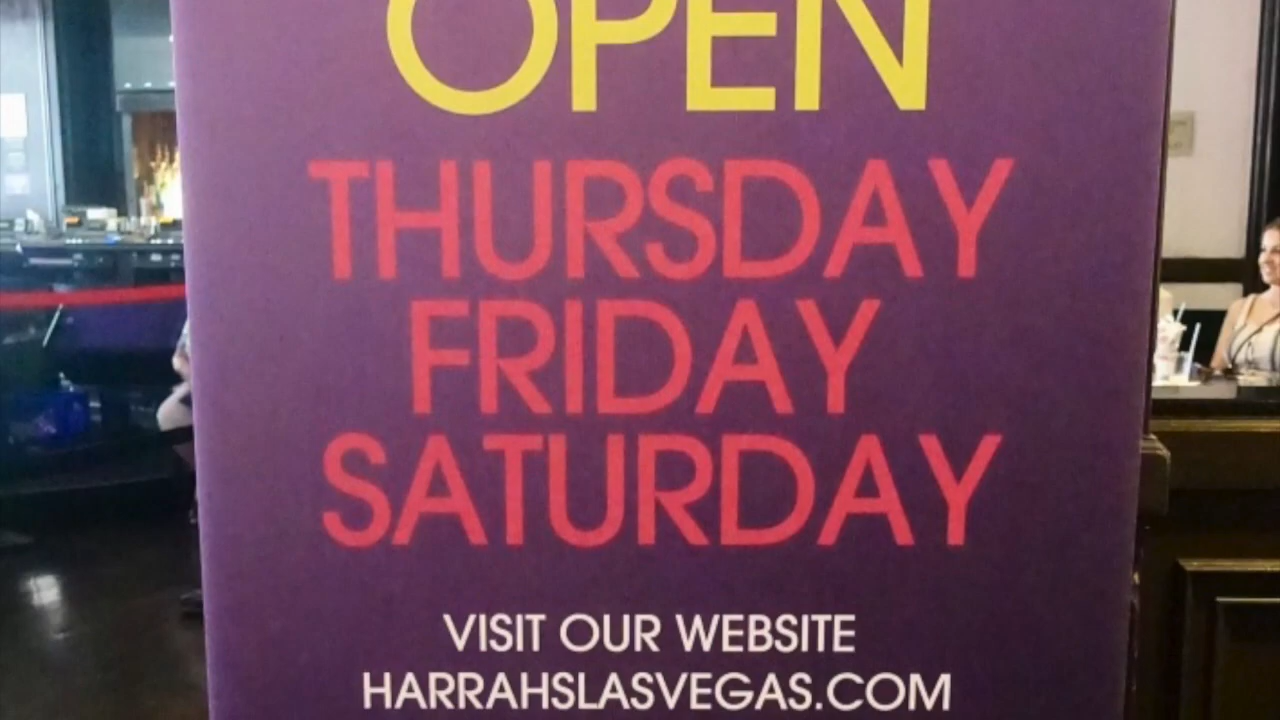 OPEN
THURSDAY
FRIDAY
SATURDAY
VISIT OUR WEBSITE
HARRAHSLASVEGAS.COM